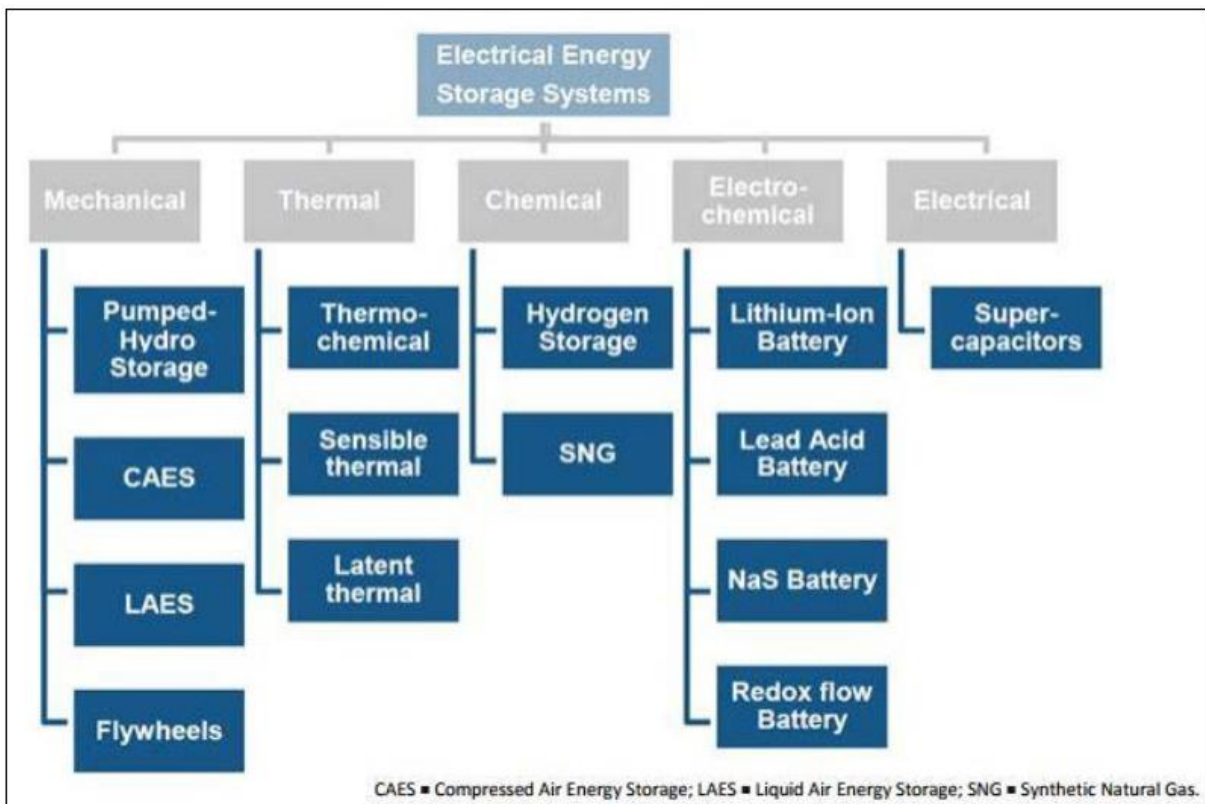 Electrical Energy
Storage Systems
Mechanical
Thermal
Chemical
Electro-
chemical
Electrical
Pumped-
Hydro
Storage
CAES
LAES
Flywheels
Thermo-
chemical
Sensible
thermal
Latent
thermal
Hydrogen
Storage
SNG
Lithium-Ion
Battery
Lead Acid
Battery
NaS Battery
Redox flow
Battery
Super-
capacitors
CAES = Compressed Air Energy Storage; LAES = Liquid Air Energy Storage; SNG = Synthetic Natural Gas.